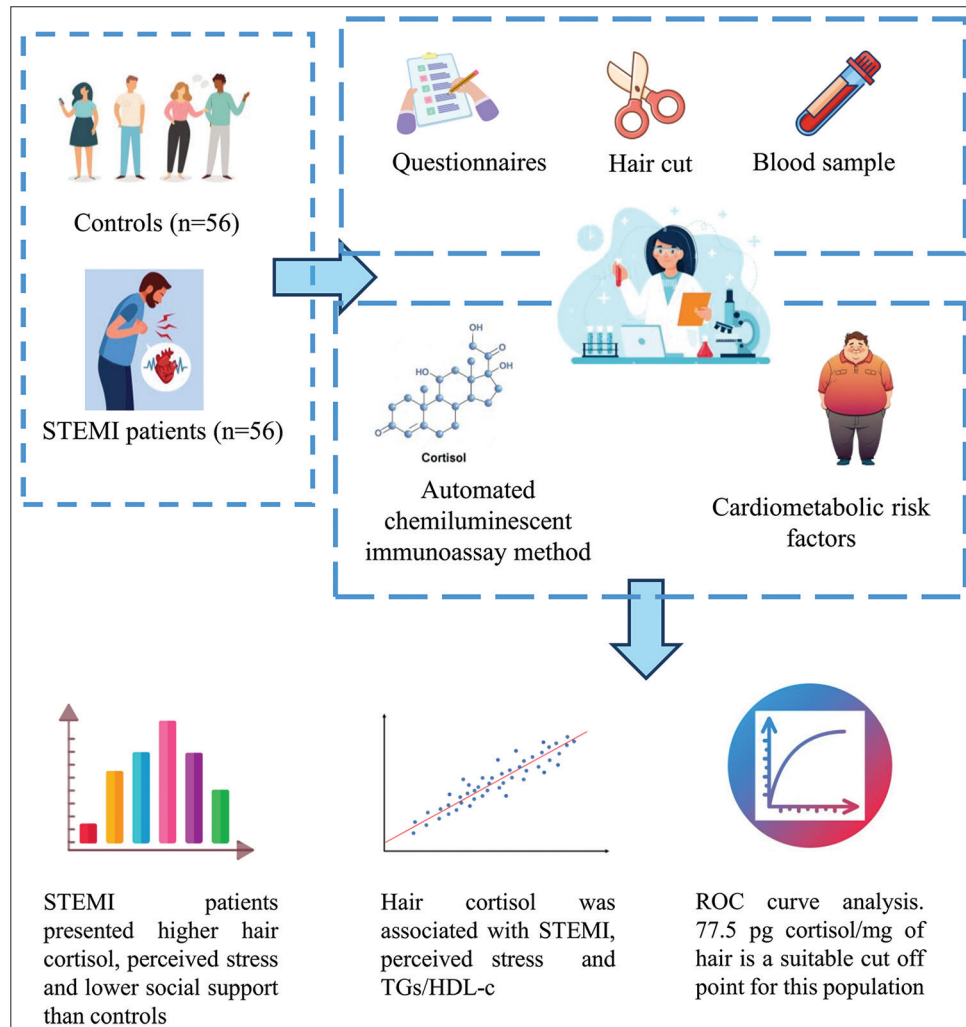 Controls (n=56)
STEMI patients (n=56)
Questionnaires
Hair cut
Blood sample
OH
O
HO
OH
O
Cortisol
Automated
chemiluminescent
immunoassay method
Cardiometabolic risk
factors
STEMI patients
presented higher hair
cortisol, perceived stress
and lower social support
than controls
Hair cortisol was
associated with STEMI,
perceived stress and
TGs/HDL-c
ROC curve analysis.
77.5 pg cortisol/mg of
hair is a suitable cut off
point for this population